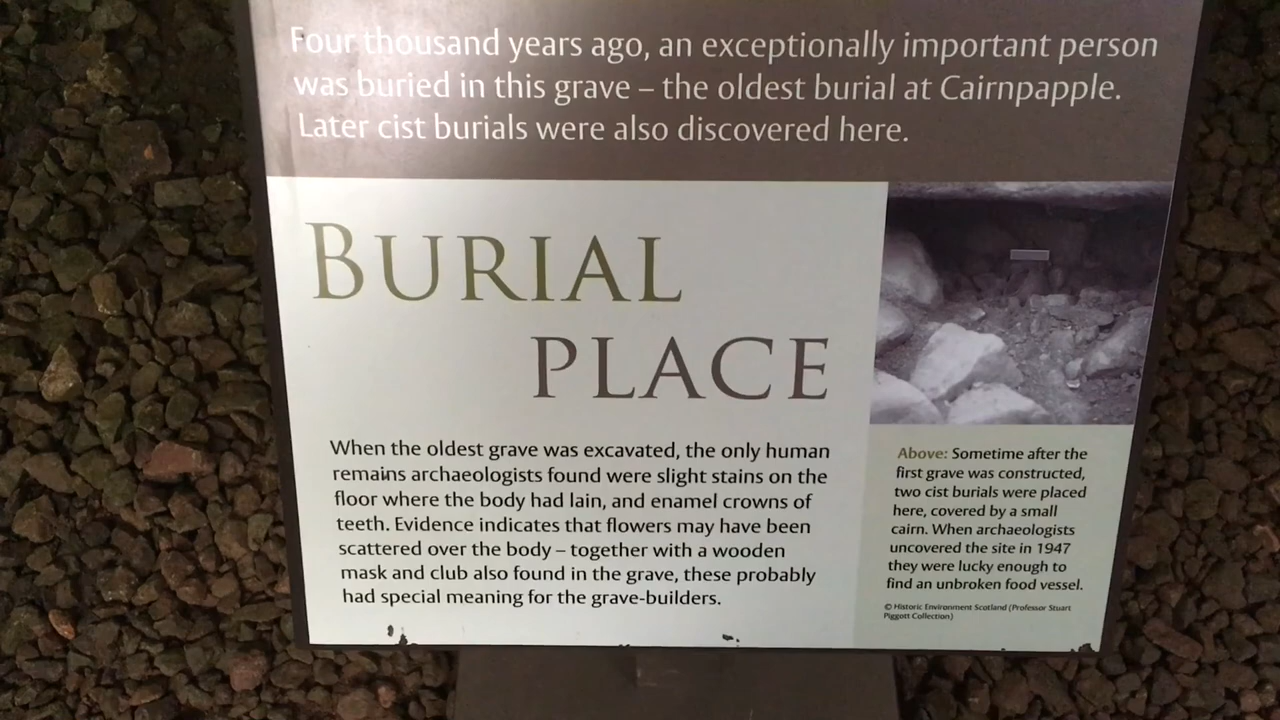 Four thousand years ago, an exceptionally important person
was buried in this grave – the oldest burial at Cairnpapple.
Later cist burials were also discovered here.
BURIAL
PLACE
When the oldest grave was excavated, the only human
remains archaeologists found were slight stains on the
floor where the body had lain, and enamel crowns of
teeth. Evidence indicates that flowers may have been
scattered over the body – together with a wooden
mask and club also found in the grave, these probably
had special meaning for the grave-builders.
Above: Sometime after the
first grave was constructed,
two cist burials were placed
here, covered by a small
cairn. When archaeologists
uncovered the site in 1947
they were lucky enough to
find an unbroken food vessel.
© Historic Environment Scotland (Professor Stuart
Piggott Collection)